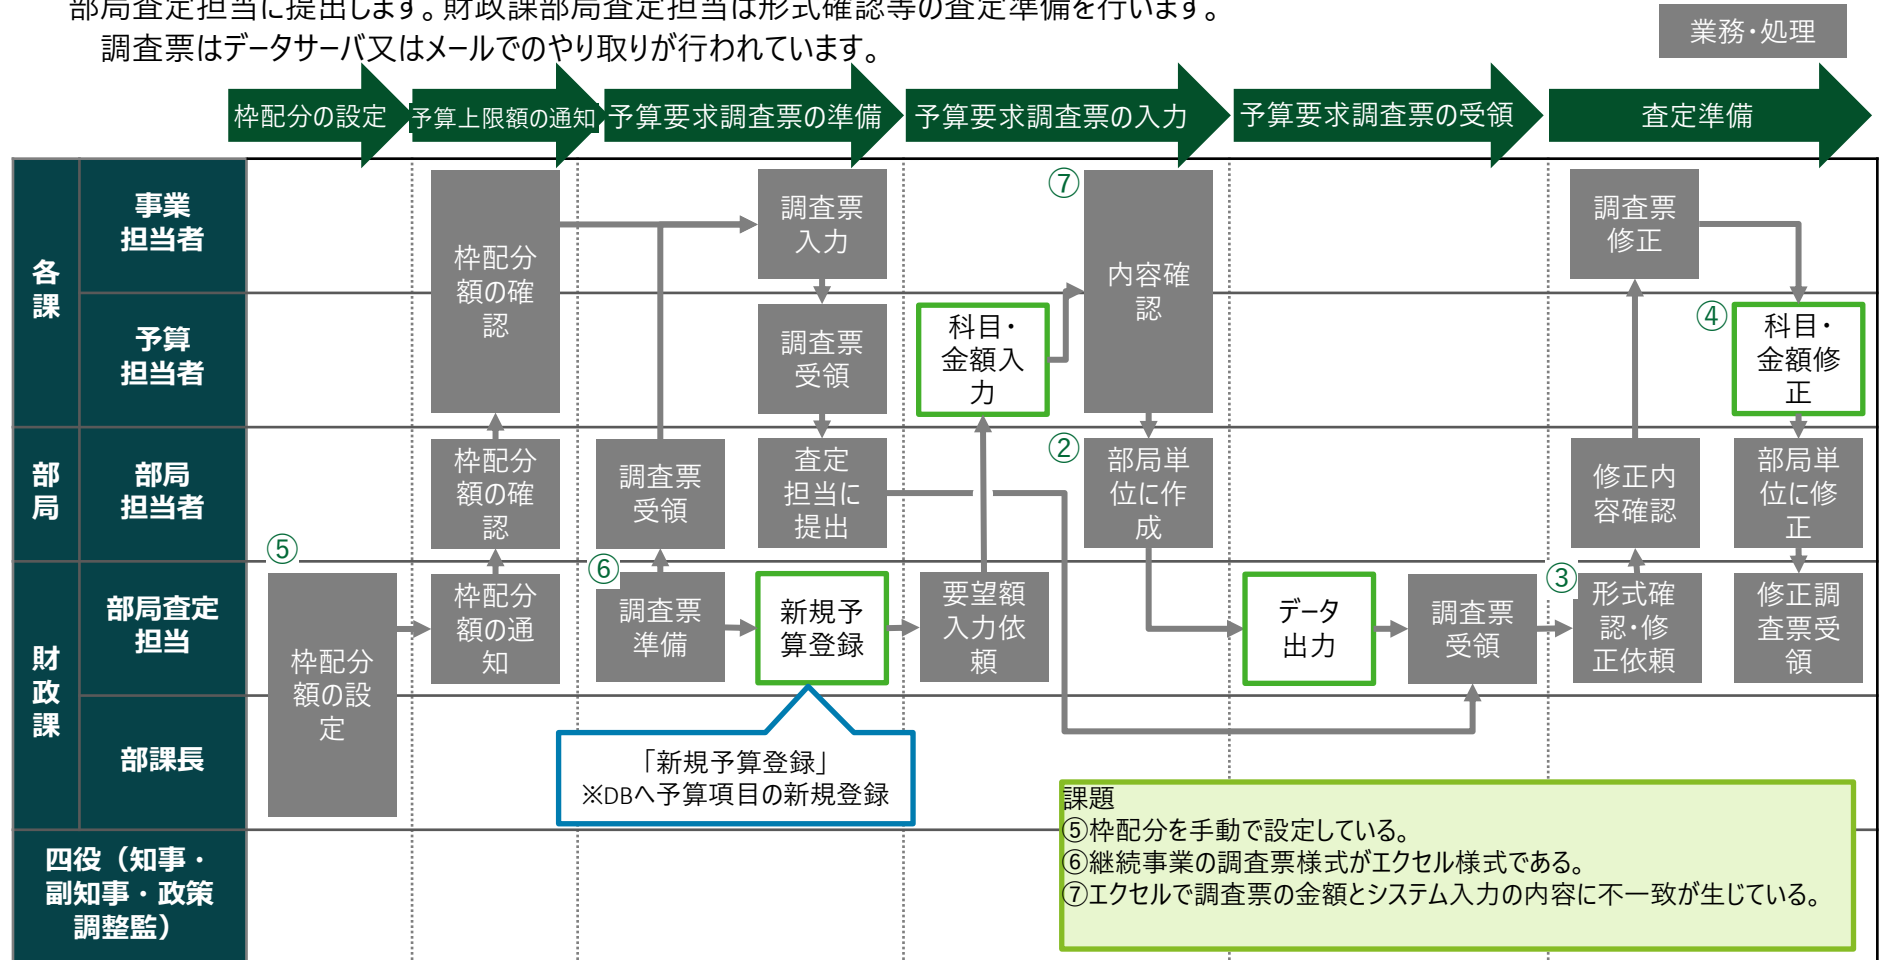 部局査定担当に提出します。財政課部局査定担当は形式確認等の査定準備を行います。
調査票はデータサーバ又はメールでのやり取りが行われています。
業務・処理
枠配分の設定
予算上限額の通知
予算要求調査票の準備
予算要求調査票の入力
予算要求調査票の受領
査定準備
各
課
事業
担当者
枠配分
額の確
認
調査票
入力
⑦
内容確
認
調査票
修正
予算
担当者
調査票
受領
科目・
金額入
力
④
科目・
金額修
正
部
局
部局
担当者
枠配分
額の確
認
調査票
受領
査定
担当に
提出
②
部局単
位に作
成
修正内
容確認
部局単
位に修
正
財
政
課
部局査定
担当
⑤
枠配分
額の設
定
枠配分
額の通
知
⑥
調査票
準備
新規予
算登録
要望額
入力依
頼
データ
出力
調査票
受領
③
形式確
認・修
正依頼
修正調
査票受
領
部課長
「新規予算登録」
※DBへ予算項目の新規登録
課題
⑤枠配分を手動で設定している。
⑥継続事業の調査票様式がエクセル様式である。
⑦エクセルで調査票の金額とシステム入力の内容に不一致が生じている。
四役（知事・
副知事・政策
調整監）